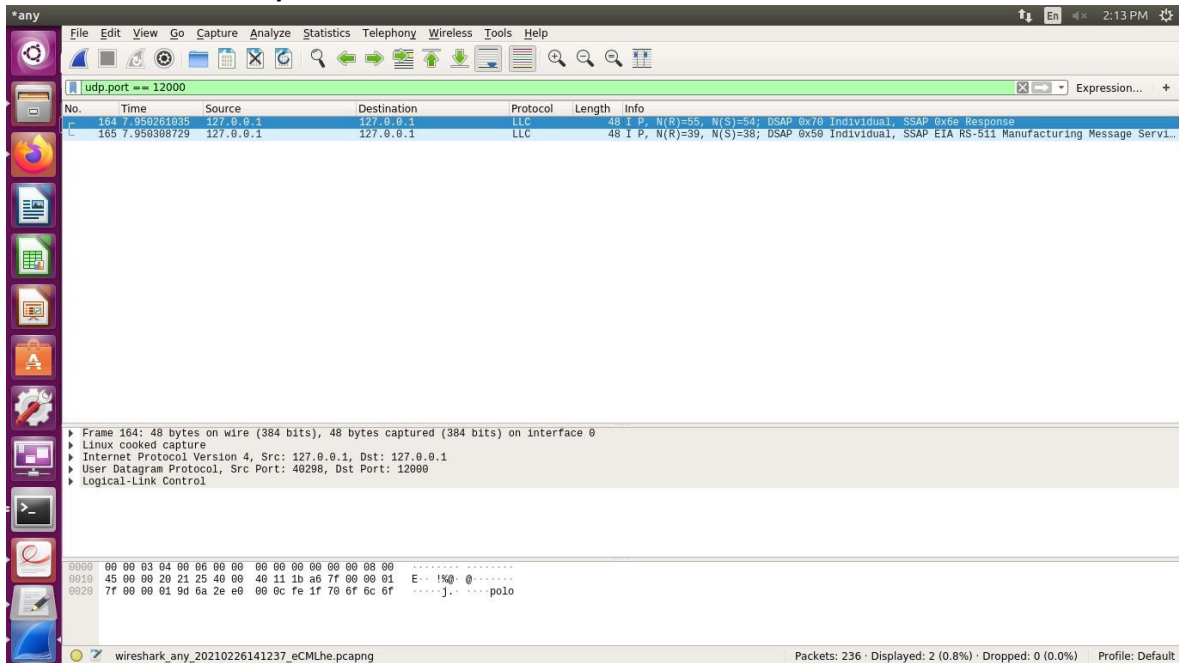 *any
En 2:13 PM
File Edit View Go Capture Analyze Statistics Telephony Wireless Tools Help
udp.port == 12000
Expression... +
No. Time Source Destination Protocol Length Info
164 7.950261035 127.0.0.1 127.0.0.1 LLC 48 I P, N(R)=55, N(S)=54; DSAP 0x70 Individual, SSAP 0x6e Response
165 7.950308729 127.0.0.1 127.0.0.1 LLC 48 I P, N(R)=39, N(S)=38; DSAP 0x50 Individual, SSAP EIA RS-511 Manufacturing Message Servi...
Frame 164: 48 bytes on wire (384 bits), 48 bytes captured (384 bits) on interface 0
Linux cooked capture
Internet Protocol Version 4, Src: 127.0.0.1, Dst: 127.0.0.1
User Datagram Protocol, Src Port: 40298, Dst Port: 12000
Logical-Link Control
0000 00 00 03 04 00 06 00 00 00 00 00 00 00 00 08 00 ········ ········
0010 45 00 00 20 21 25 40 00 40 11 1b a6 7f 00 00 01 E·· !%@· @·······
0020 7f 00 00 01 9d 6a 2e e0 00 0c fe 1f 70 6f 6c 6f ·····j.· ····polo
wireshark_any_20210226141237_eCMLhe.pcapng
Packets: 236 · Displayed: 2 (0.8%) · Dropped: 0 (0.0%) Profile: Default